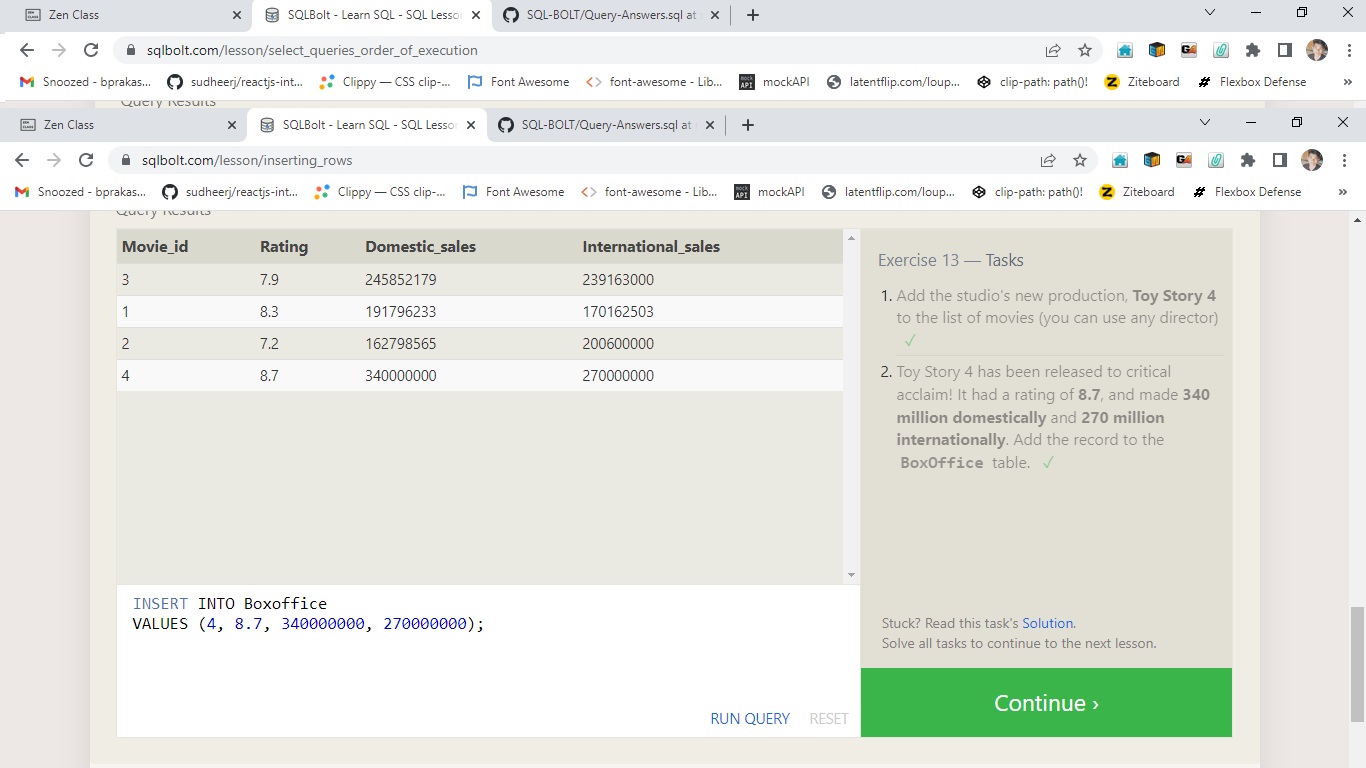 Zen Class
SQLBolt - Learn SQL - SQL Lesso
SQL-BOLT/Query-Answers.sql at
sqlbolt.com/lesson/select_queries_order_of_execution
Snoozed - bprakas...
sudheerj/reactjs-int...
Clippy — CSS clip-...
Font Awesome
font-awesome - Lib...
mockAPI
latentflip.com/loup...
clip-path: path()!
Ziteboard
Flexbox Defense
»
Query Results
Zen Class
SQLBolt - Learn SQL - SQL Lesson
SQL-BOLT/Query-Answers.sql at
sqlbolt.com/lesson/inserting_rows
Snoozed - bprakas...
sudheerj/reactjs-int...
Clippy — CSS clip-...
Font Awesome
font-awesome - Lib...
mockAPI
latentflip.com/loup...
clip-path: path()!
Ziteboard
Flexbox Defense
»
Query Results
Movie_id Rating Domestic_sales International_sales
3 7.9 245852179 239163000
1 8.3 191796233 170162503
2 7.2 162798565 200600000
4 8.7 340000000 270000000
INSERT INTO Boxoffice
VALUES (4, 8.7, 340000000, 270000000);
RUN QUERY RESET
Exercise 13 — Tasks
1. Add the studio's new production, Toy Story 4
to the list of movies (you can use any director)
✓
2. Toy Story 4 has been released to critical
acclaim! It had a rating of 8.7, and made 340
million domestically and 270 million
internationally. Add the record to the
BoxOffice table. ✓
Stuck? Read this task's Solution.
Solve all tasks to continue to the next lesson.
Continue ›